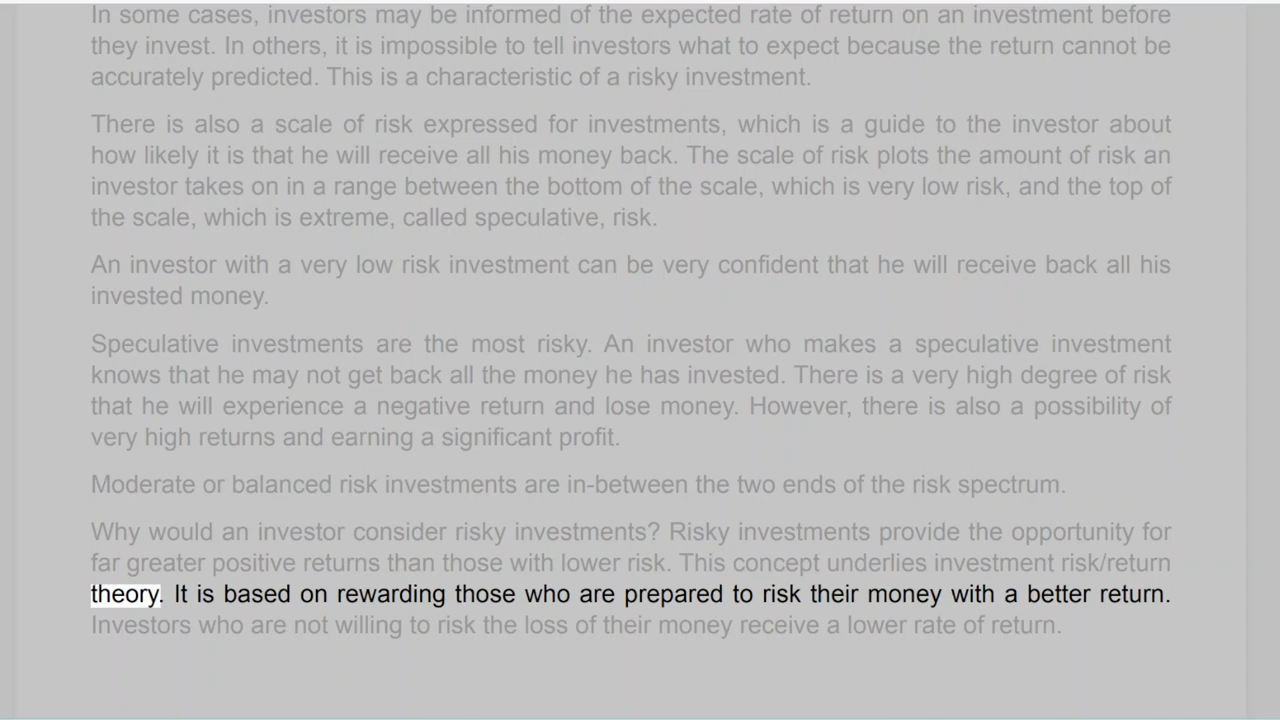 In some cases, investors may be informed of the expected rate of return on an investment before
they invest. In others, it is impossible to tell investors what to expect because the return cannot be
accurately predicted. This is a characteristic of a risky investment.
There is also a scale of risk expressed for investments, which is a guide to the investor about
how likely it is that he will receive all his money back. The scale of risk plots the amount of risk an
investor takes on in a range between the bottom of the scale, which is very low risk, and the top of
the scale, which is extreme, called speculative, risk.
An investor with a very low risk investment can be very confident that he will receive back all his
invested money.
Speculative investments are the most risky. An investor who makes a speculative investment
knows that he may not get back all the money he has invested. There is a very high degree of risk
that he will experience a negative return and lose money. However, there is also a possibility of
very high returns and earning a significant profit.
Moderate or balanced risk investments are in-between the two ends of the risk spectrum.
Why would an investor consider risky investments? Risky investments provide the opportunity for
far greater positive returns than those with lower risk. This concept underlies investment risk/return
theory. It is based on rewarding those who are prepared to risk their money with a better return.
Investors who are not willing to risk the loss of their money receive a lower rate of return.